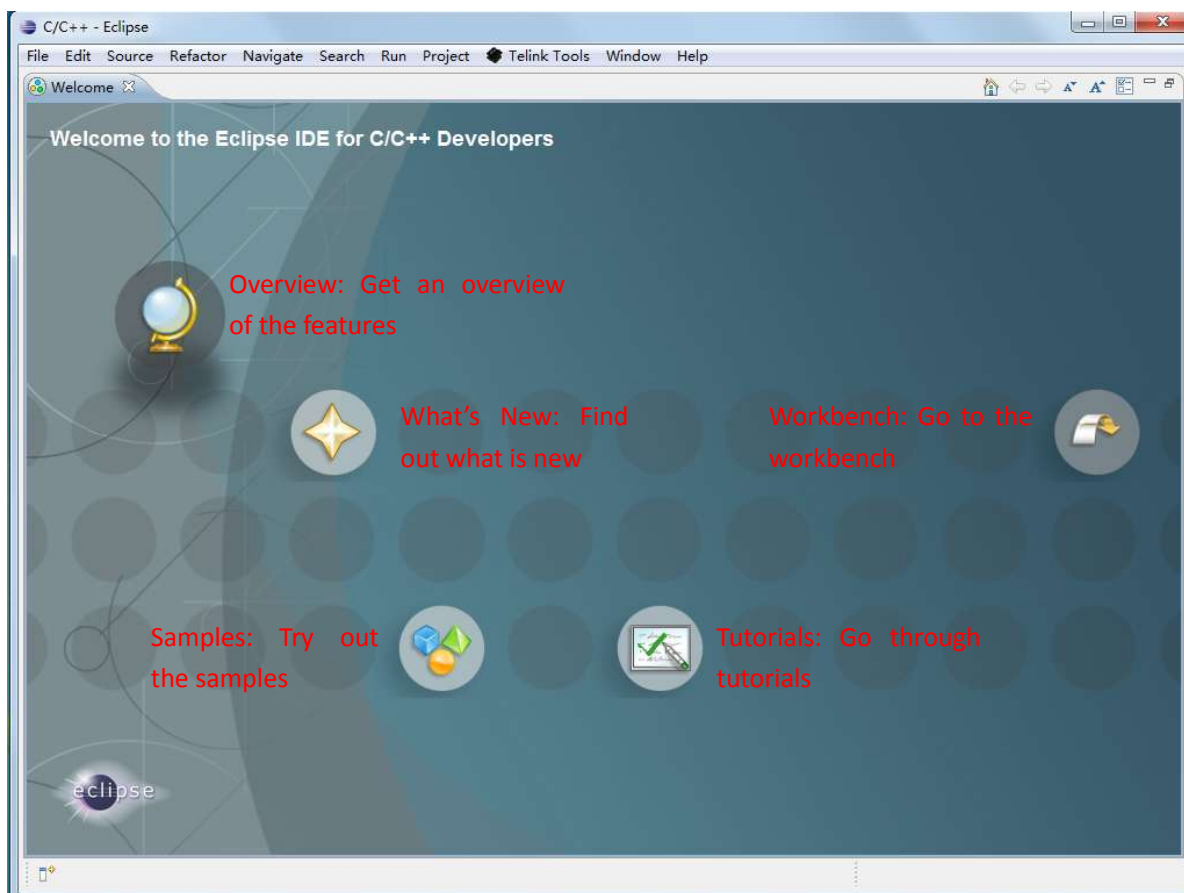 C/C++ - Eclipse
File Edit Source Refactor Navigate Search Run Project Telink Tools Window Help
Welcome
Welcome to the Eclipse IDE for C/C++ Developers
Overview: Get an overview
of the features
What's New: Find
out what is new
Workbench: Go to the
workbench
Samples: Try out
the samples
Tutorials: Go through
tutorials
eclipse